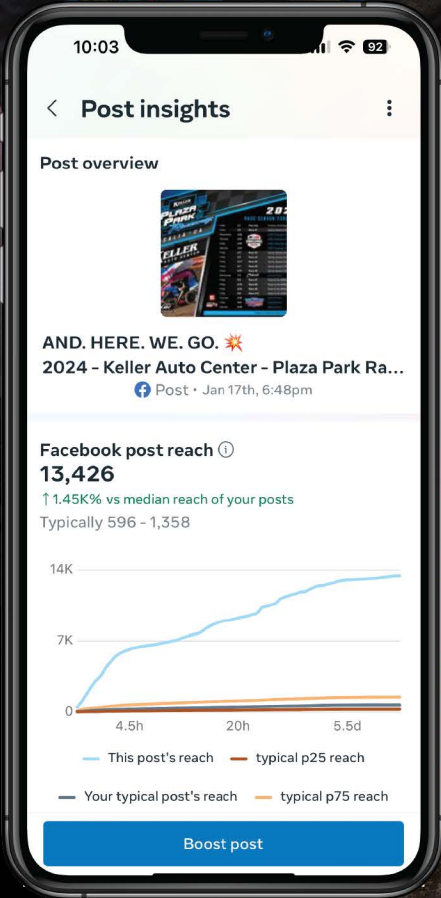 10:03
92
Post insights
Post overview
KELLER
PLAZA
PARK
AND. HERE. WE. GO. 💥
2024 - Keller Auto Center - Plaza Park Ra...
Post • Jan 17th, 6:48pm
Facebook post reach
13,426
↑ 1.45K% vs median reach of your posts
Typically 596 - 1,358
14K
7K
0
4.5h 20h 5.5d
This post's reach typical p25 reach
Your typical post's reach typical p75 reach
Boost post